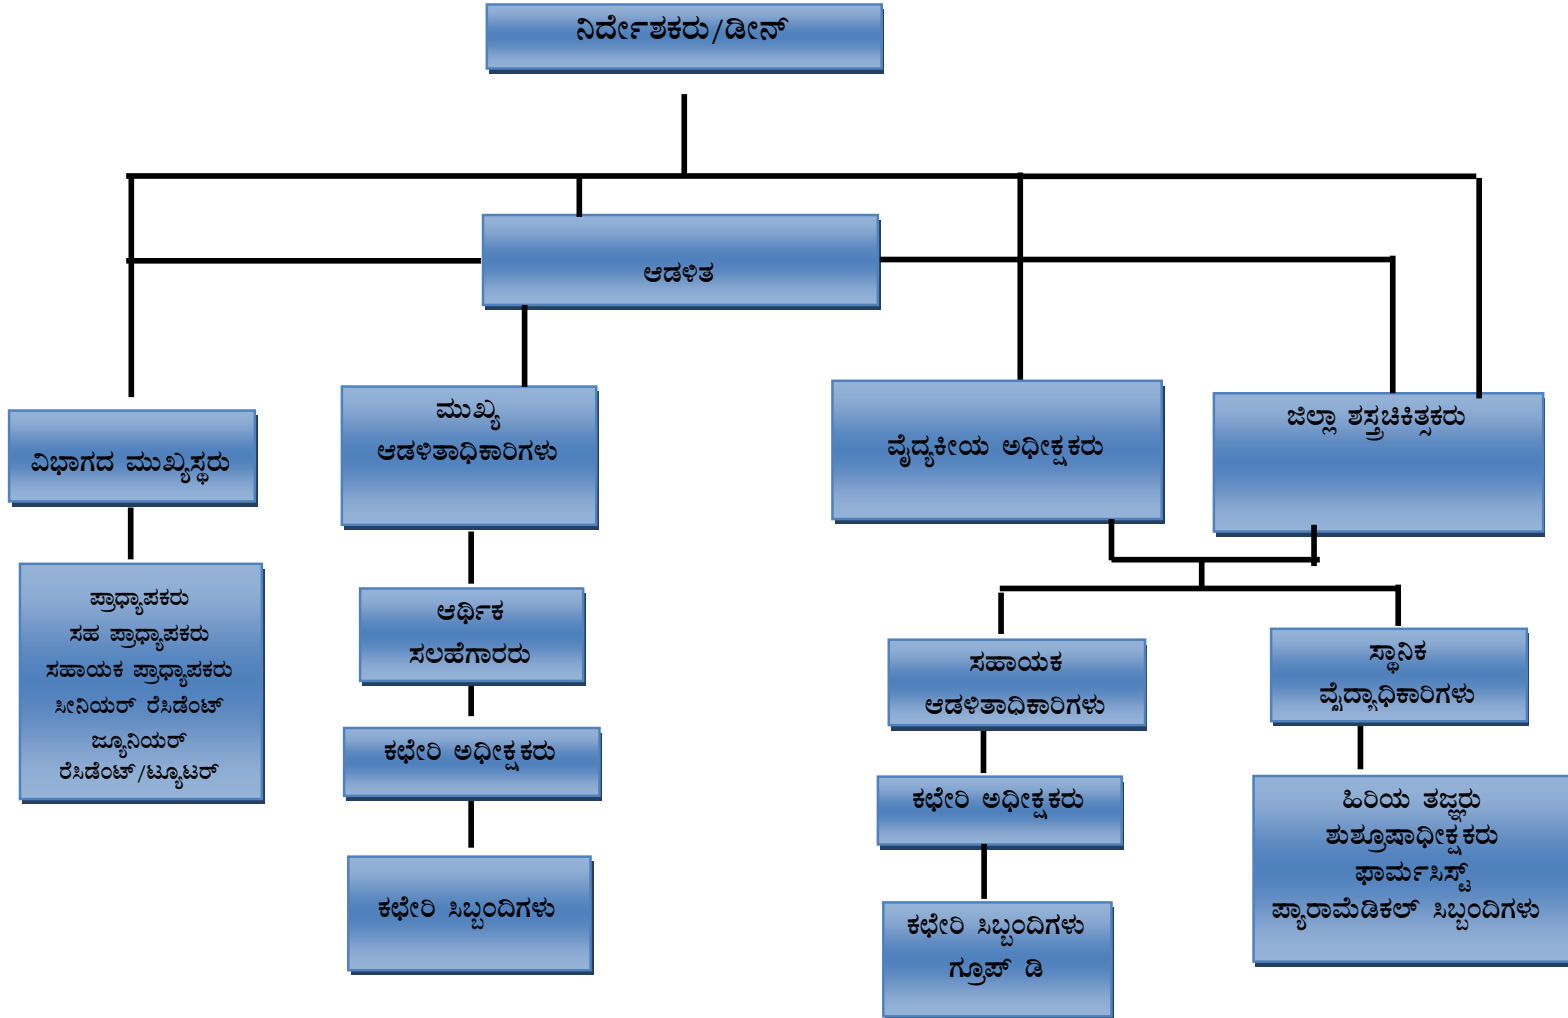 ನಿರ್ದೇಶಕರು/ಡೀನ್
ಆಡಳಿತ
ವಿಭಾಗದ ಮುಖ್ಯಸ್ಥರು
ಪ್ರಾಧ್ಯಾಪಕರು
ಸಹ ಪ್ರಾಧ್ಯಾಪಕರು
ಸಹಾಯಕ ಪ್ರಾಧ್ಯಾಪಕರು
ಸೀನಿಯರ್ ರೆಸಿಡೆಂಟ್
ಜ್ಯೂನಿಯರ್
ರೆಸಿಡೆಂಟ್/ಟ್ಯೂಟರ್
ಮುಖ್ಯ
ಆಡಳಿತಾಧಿಕಾರಿಗಳು
ಆರ್ಥಿಕ
ಸಲಹೆಗಾರರು
ಕಛೇರಿ ಅಧೀಕ್ಷಕರು
ಕಛೇರಿ ಸಿಬ್ಬಂದಿಗಳು
ವೈದ್ಯಕೀಯ ಅಧೀಕ್ಷಕರು
ಜಿಲ್ಲಾ ಶಸ್ತ್ರಚಿಕಿತ್ಸಕರು
ಸಹಾಯಕ
ಆಡಳಿತಾಧಿಕಾರಿಗಳು
ಕಛೇರಿ ಅಧೀಕ್ಷಕರು
ಕಛೇರಿ ಸಿಬ್ಬಂದಿಗಳು
ಗ್ರೂಪ್ ಡಿ
ಸ್ಥಾನಿಕ
ವೈದ್ಯಾಧಿಕಾರಿಗಳು
ಹಿರಿಯ ತಜ್ಞರು
ಶುಶ್ರೂಷಾಧೀಕ್ಷಕರು
ಫಾರ್ಮಸಿಸ್ಟ್
ಪ್ಯಾರಾಮೆಡಿಕಲ್ ಸಿಬ್ಬಂದಿಗಳು